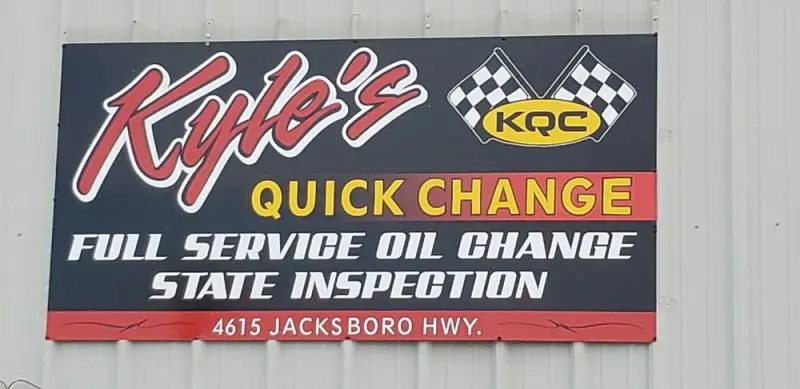 Kyle's
KQC
QUICK CHANGE
FULL SERVICE OIL CHANGE
STATE INSPECTION
4615 JACKSBORO HWY.